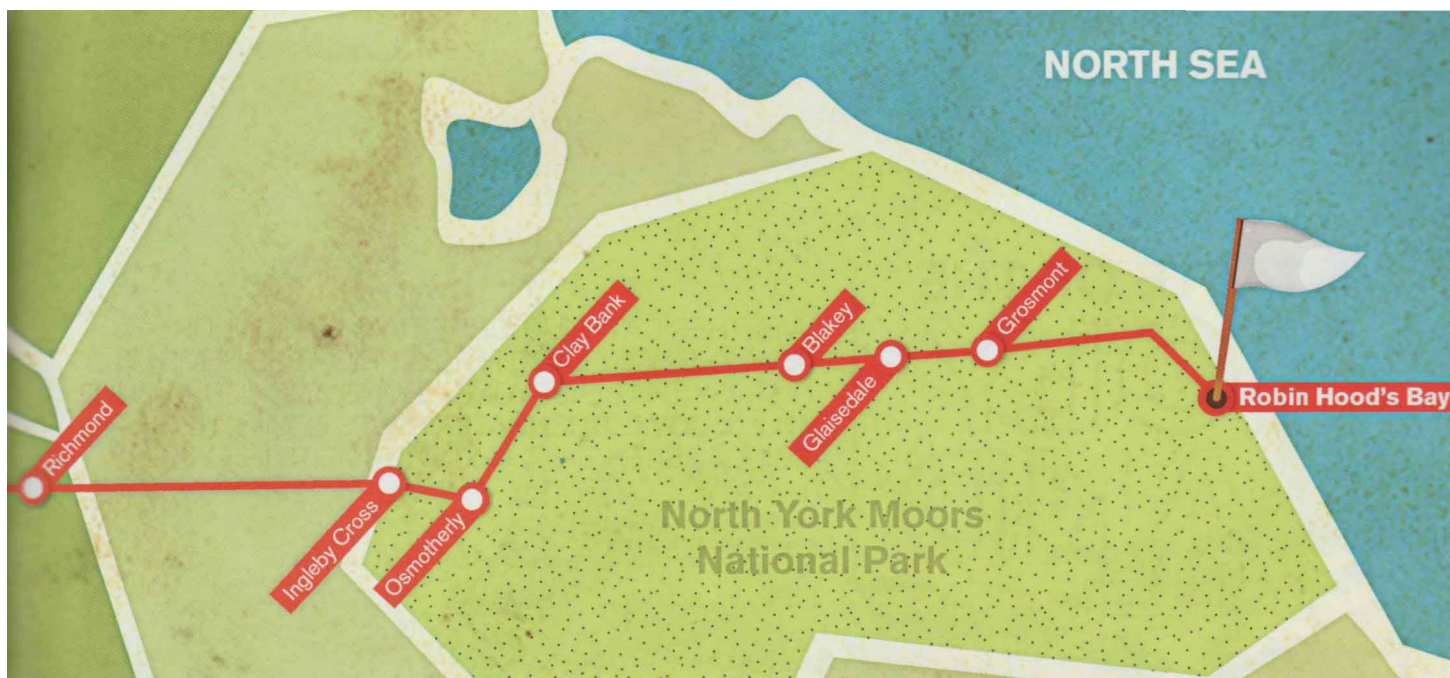 NORTH SEA
Richmond
Ingleby Cross
Osmotherly
Clay Bank
Blakey
Glaisedale
Grosmont
Robin Hood's Bay
North York Moors
National Park